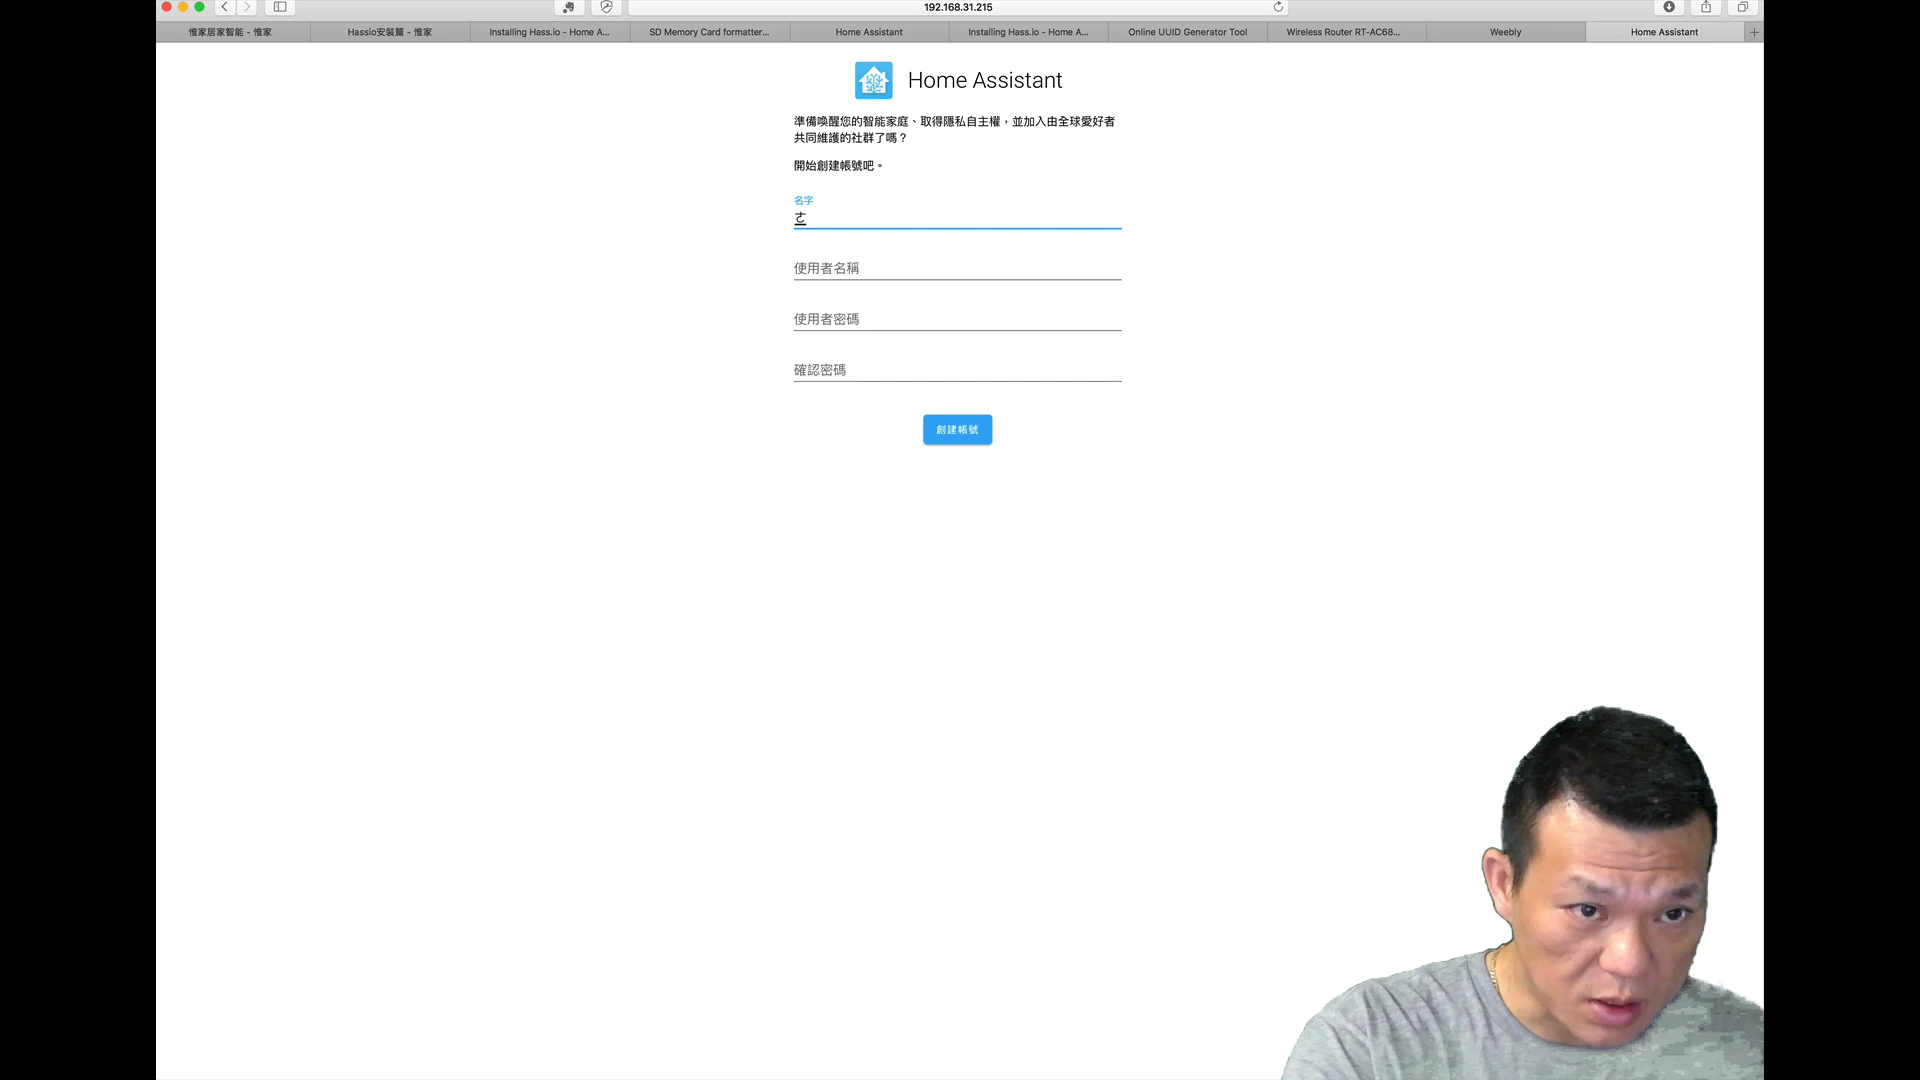 192.168.31.215
惟家居家智能 - 惟家
Hassio安裝篇 - 惟家
Installing Hass.io - Home A...
SD Memory Card formatter...
Home Assistant
Installing Hass.io - Home A...
Online UUID Generator Tool
Wireless Router RT-AC68...
Weebly
Home Assistant
Home Assistant
準備喚醒您的智能家庭、取得隱私自主權，並加入由全球愛好者
共同維護的社群了嗎？
開始創建帳號吧。
名字
ㄜ
使用者名稱
使用者密碼
確認密碼
創建帳號